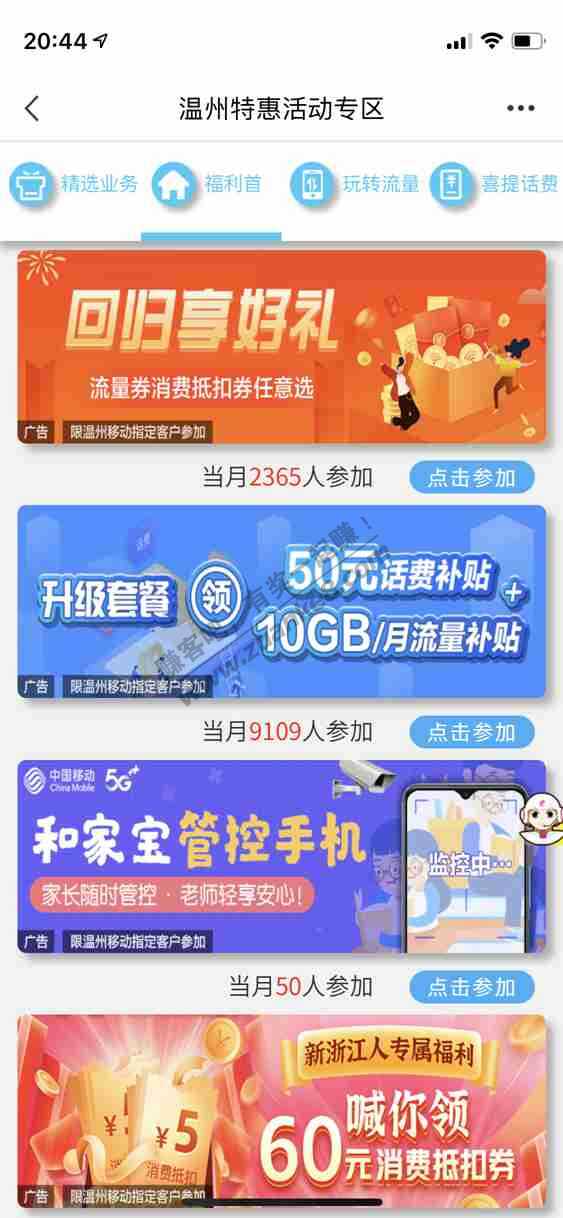 20:44
温州特惠活动专区
精选业务
福利首
玩转流量
喜提话费
回归享好礼
流量券消费抵扣券任意选
广告
限温州移动指定客户参加
当月2365人参加
点击参加
升级套餐
领
50元话费补贴+
10GB/月流量补贴
广告
限温州移动指定客户参加
当月9109人参加
点击参加
中国移动
China Mobile
5G+
和家宝管控手机
家长随时管控·老师轻享安心!
监控中…
广告
限温州移动指定客户参加
当月50人参加
点击参加
新浙江人专属福利
喊你领
60元消费抵扣券
¥5
消费抵扣
广告
限温州移动指定客户参加